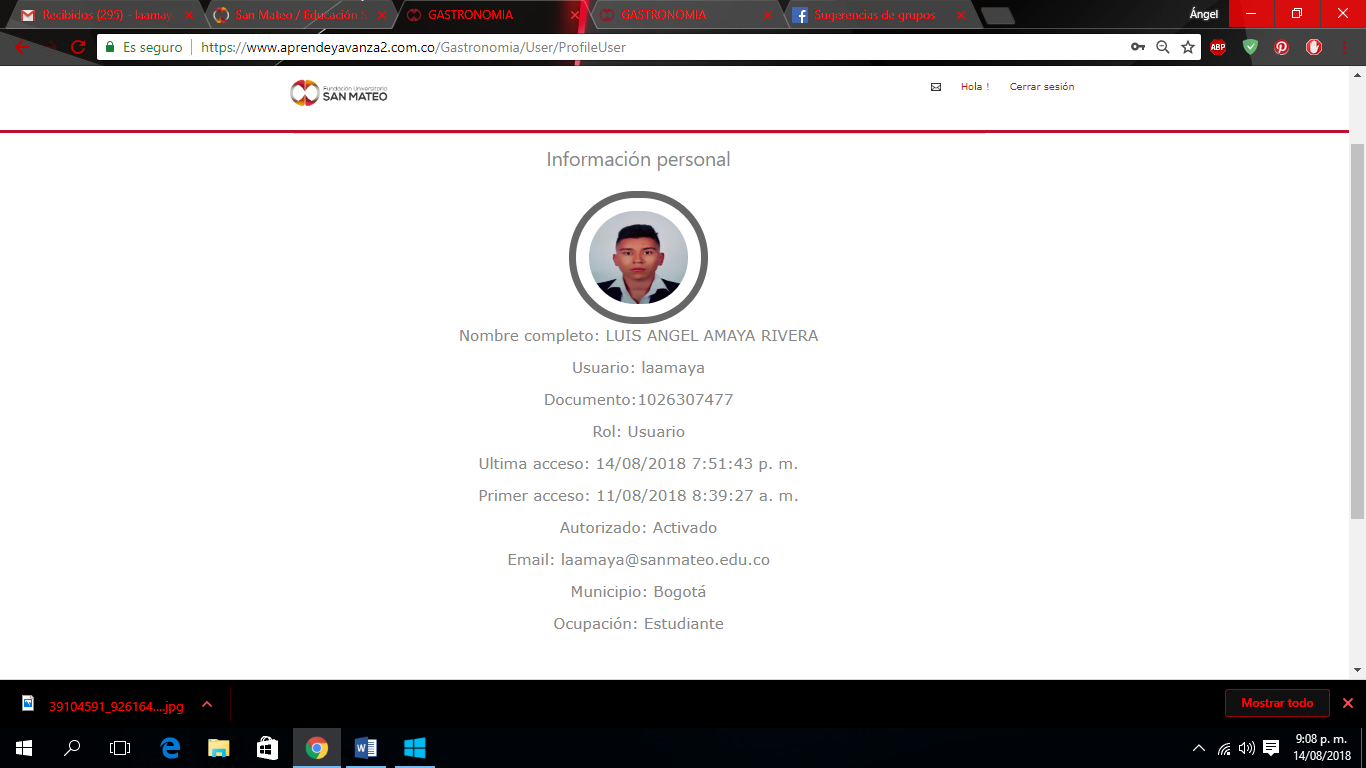 Recibidos (295) - laamay
San Mateo / Educación S
GASTRONOMIA
GASTRONOMIA
Sugerencias de grupos
Ángel
Es seguro
https://www.aprendeyavanza2.com.co/Gastronomia/User/ProfileUser
ABP
Fundación Universitaria
SAN MATEO
Hola !
Cerrar sesión
Información personal
Nombre completo: LUIS ANGEL AMAYA RIVERA
Usuario: laamaya
Documento:1026307477
Rol: Usuario
Ultima acceso: 14/08/2018 7:51:43 p. m.
Primer acceso: 11/08/2018 8:39:27 a. m.
Autorizado: Activado
Email: laamaya@sanmateo.edu.co
Municipio: Bogotá
Ocupación: Estudiante
39104591_926164....jpg
Mostrar todo
9:08 p. m.
14/08/2018